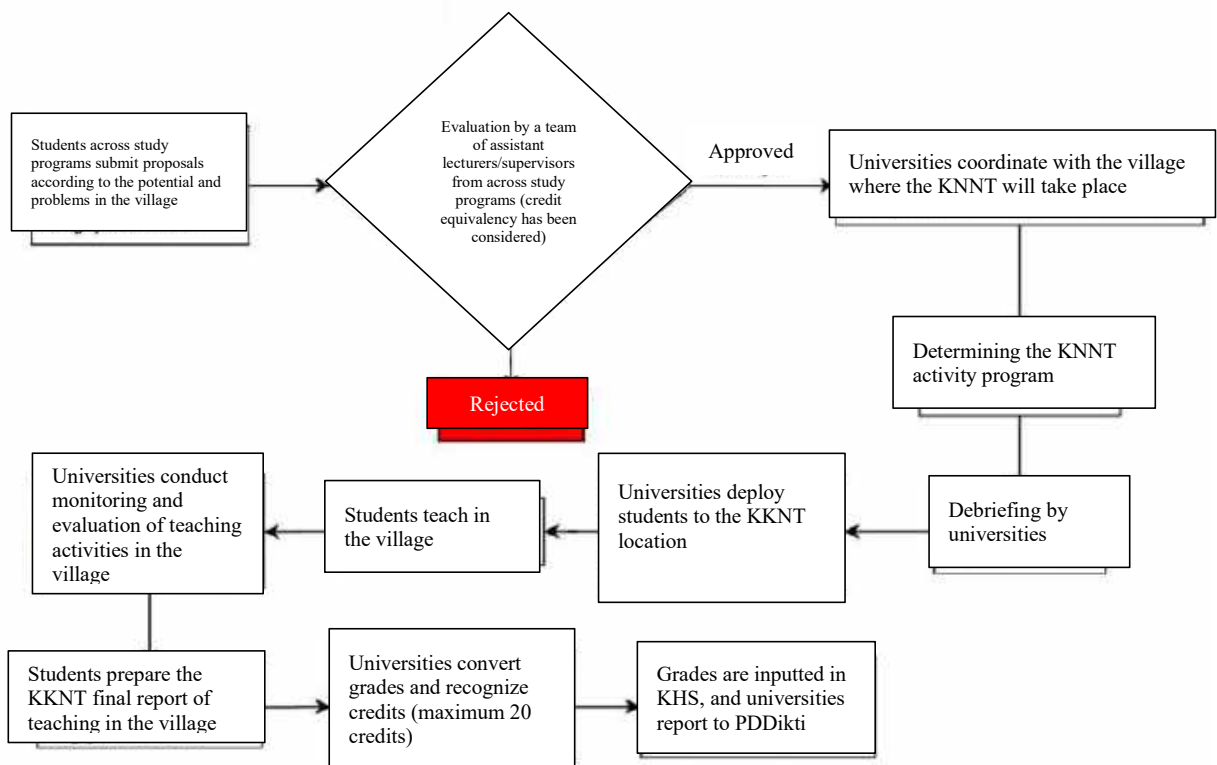 Students across study
programs submit proposals
according to the potential and
problems in the village
Evaluation by a team
of assistant
lecturers/supervisors
from across study
programs (credit
equivalency has been
considered)
Approved
Universities coordinate with the village
where the KNNT will take place
Rejected
Determining the KNNT
activity program
Debriefing by
universities
Universities deploy
students to the KKNT
location
Students teach in
the village
Universities conduct
monitoring and
evaluation of teaching
activities in the
village
Students prepare the
KKNT final report of
teaching in the village
Universities convert
grades and recognize
credits (maximum 20
credits)
Grades are inputted in
KHS, and universities
report to PDDikti